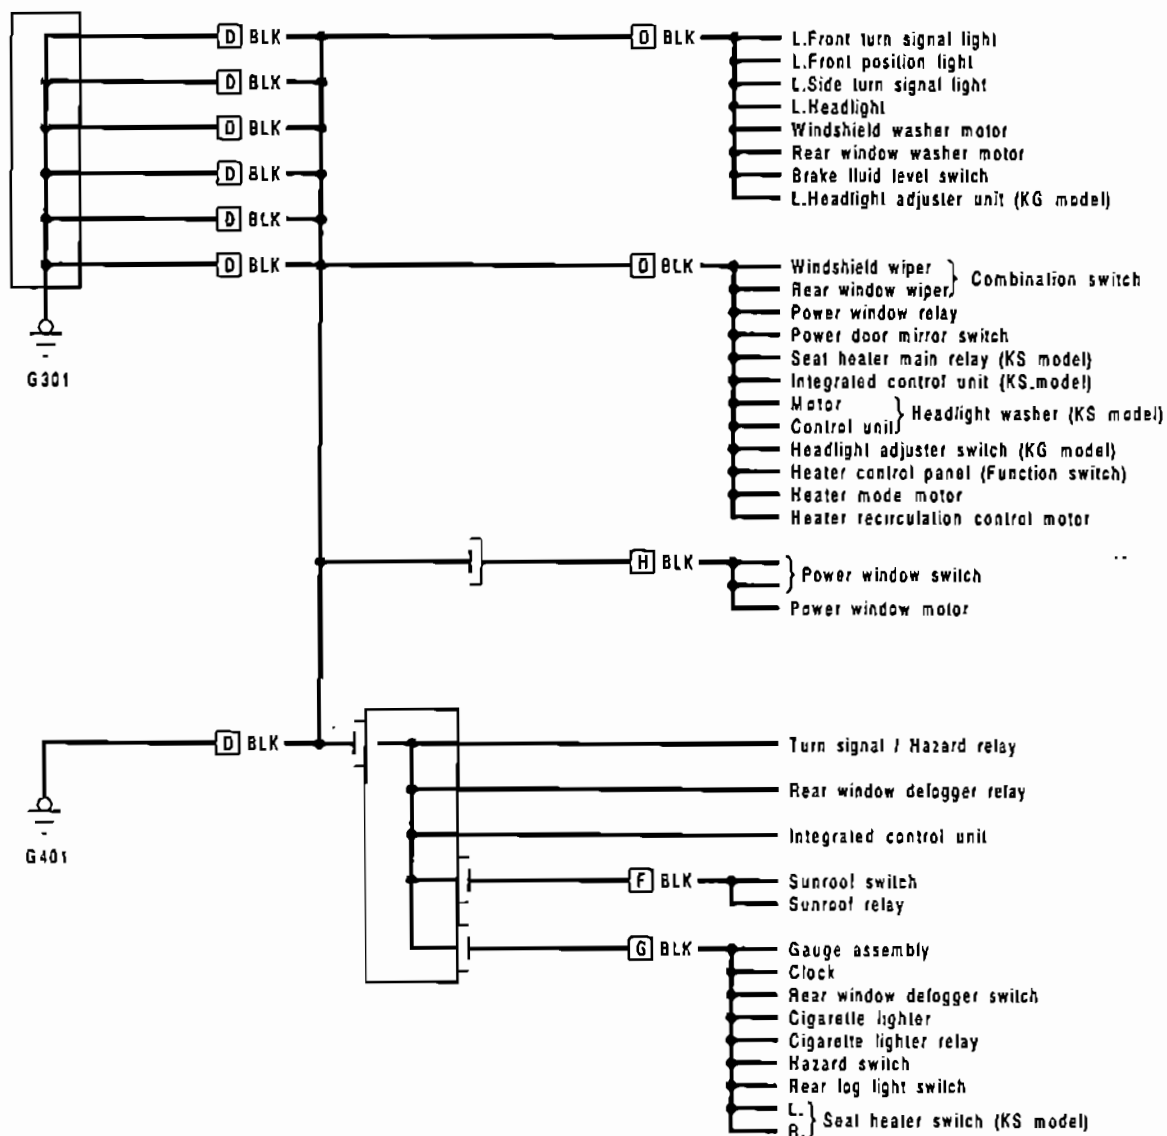 D BLK
O BLK
L.Front turn signal light
L.Front position light
D BLK
L.Side turn signal light
L.Headlight
D BLK
Windshield washer motor
Rear window washer motor
D BLK
Brake fluid level switch
L.Headlight adjuster unit (KG model)
D BLK
D BLK
D BLK
Windshield wiper
Rear window wiper
Combination switch
Power window relay
Power door mirror switch
Seat heater main relay (KS model)
G301
Integrated control unit (KS model)
Motor
Control unit
Headlight washer (KS model)
Headlight adjuster switch (KG model)
Heater control panel (Function switch)
Heater mode motor
Heater recirculation control motor
H BLK
Power window switch
Power window motor
D BLK
Turn signal / Hazard relay
Rear window defogger relay
Integrated control unit
G401
F BLK
Sunroof switch
Sunroof relay
G BLK
Gauge assembly
Clock
Rear window defogger switch
Cigarette lighter
Cigarette lighter relay
Hazard switch
Rear fog light switch
L.
R.
Seat heater switch (KS model)